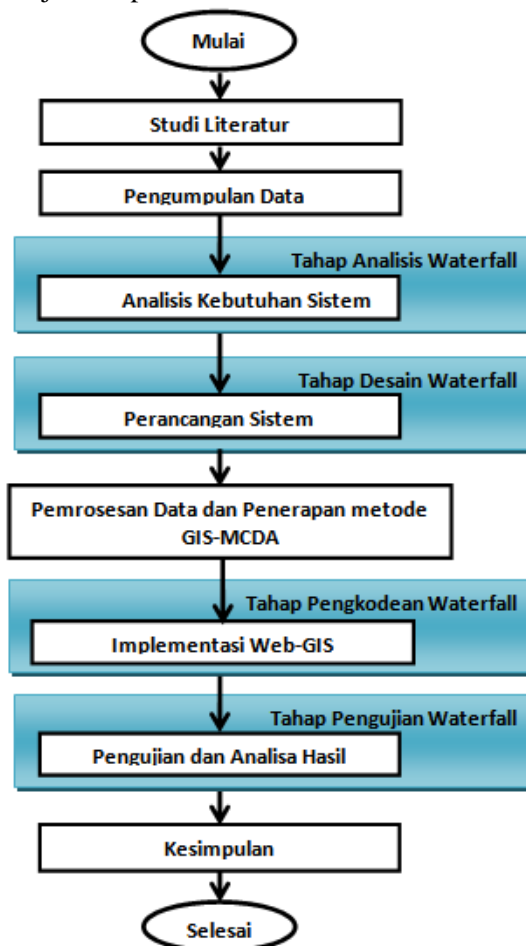 Mulai
Studi Literatur
Pengumpulan Data
Tahap Analisis Waterfall
Analisis Kebutuhan Sistem
Tahap Desain Waterfall
Perancangan Sistem
Pemrosesan Data dan Penerapan metode
GIS-MCDA
Tahap Pengkodean Waterfall
Implementasi Web-GIS
Tahap Pengujian Waterfall
Pengujian dan Analisa Hasil
Kesimpulan
Selesai